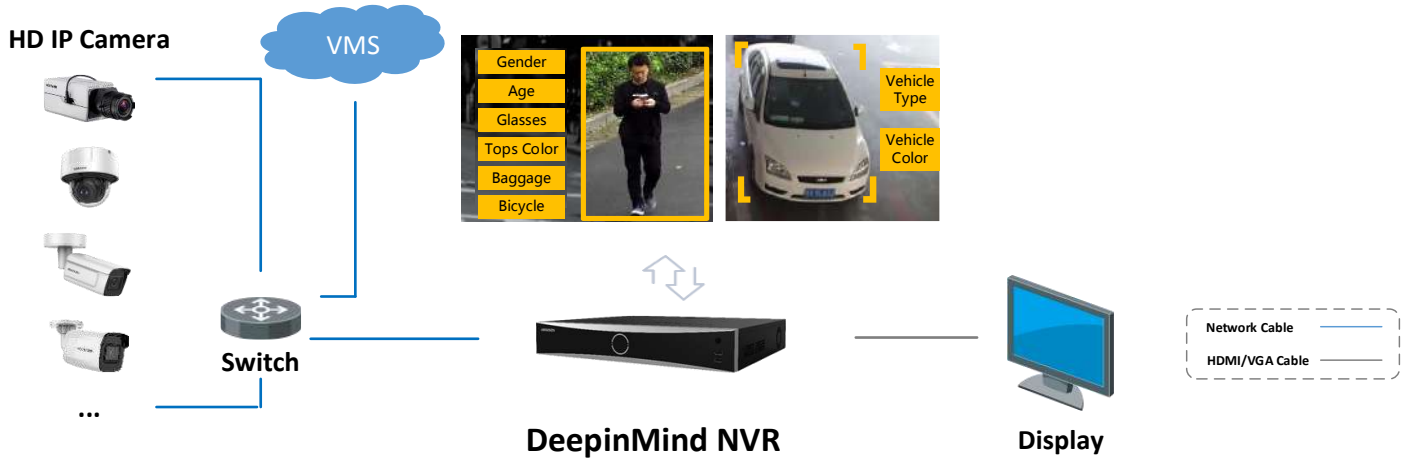 HD IP Camera
VMS
Gender
Age
Glasses
Tops Color
Baggage
Bicycle
Vehicle
Type
Vehicle
Color
Switch
...
DeepinMind NVR
Display
Network Cable
HDMI/VGA Cable